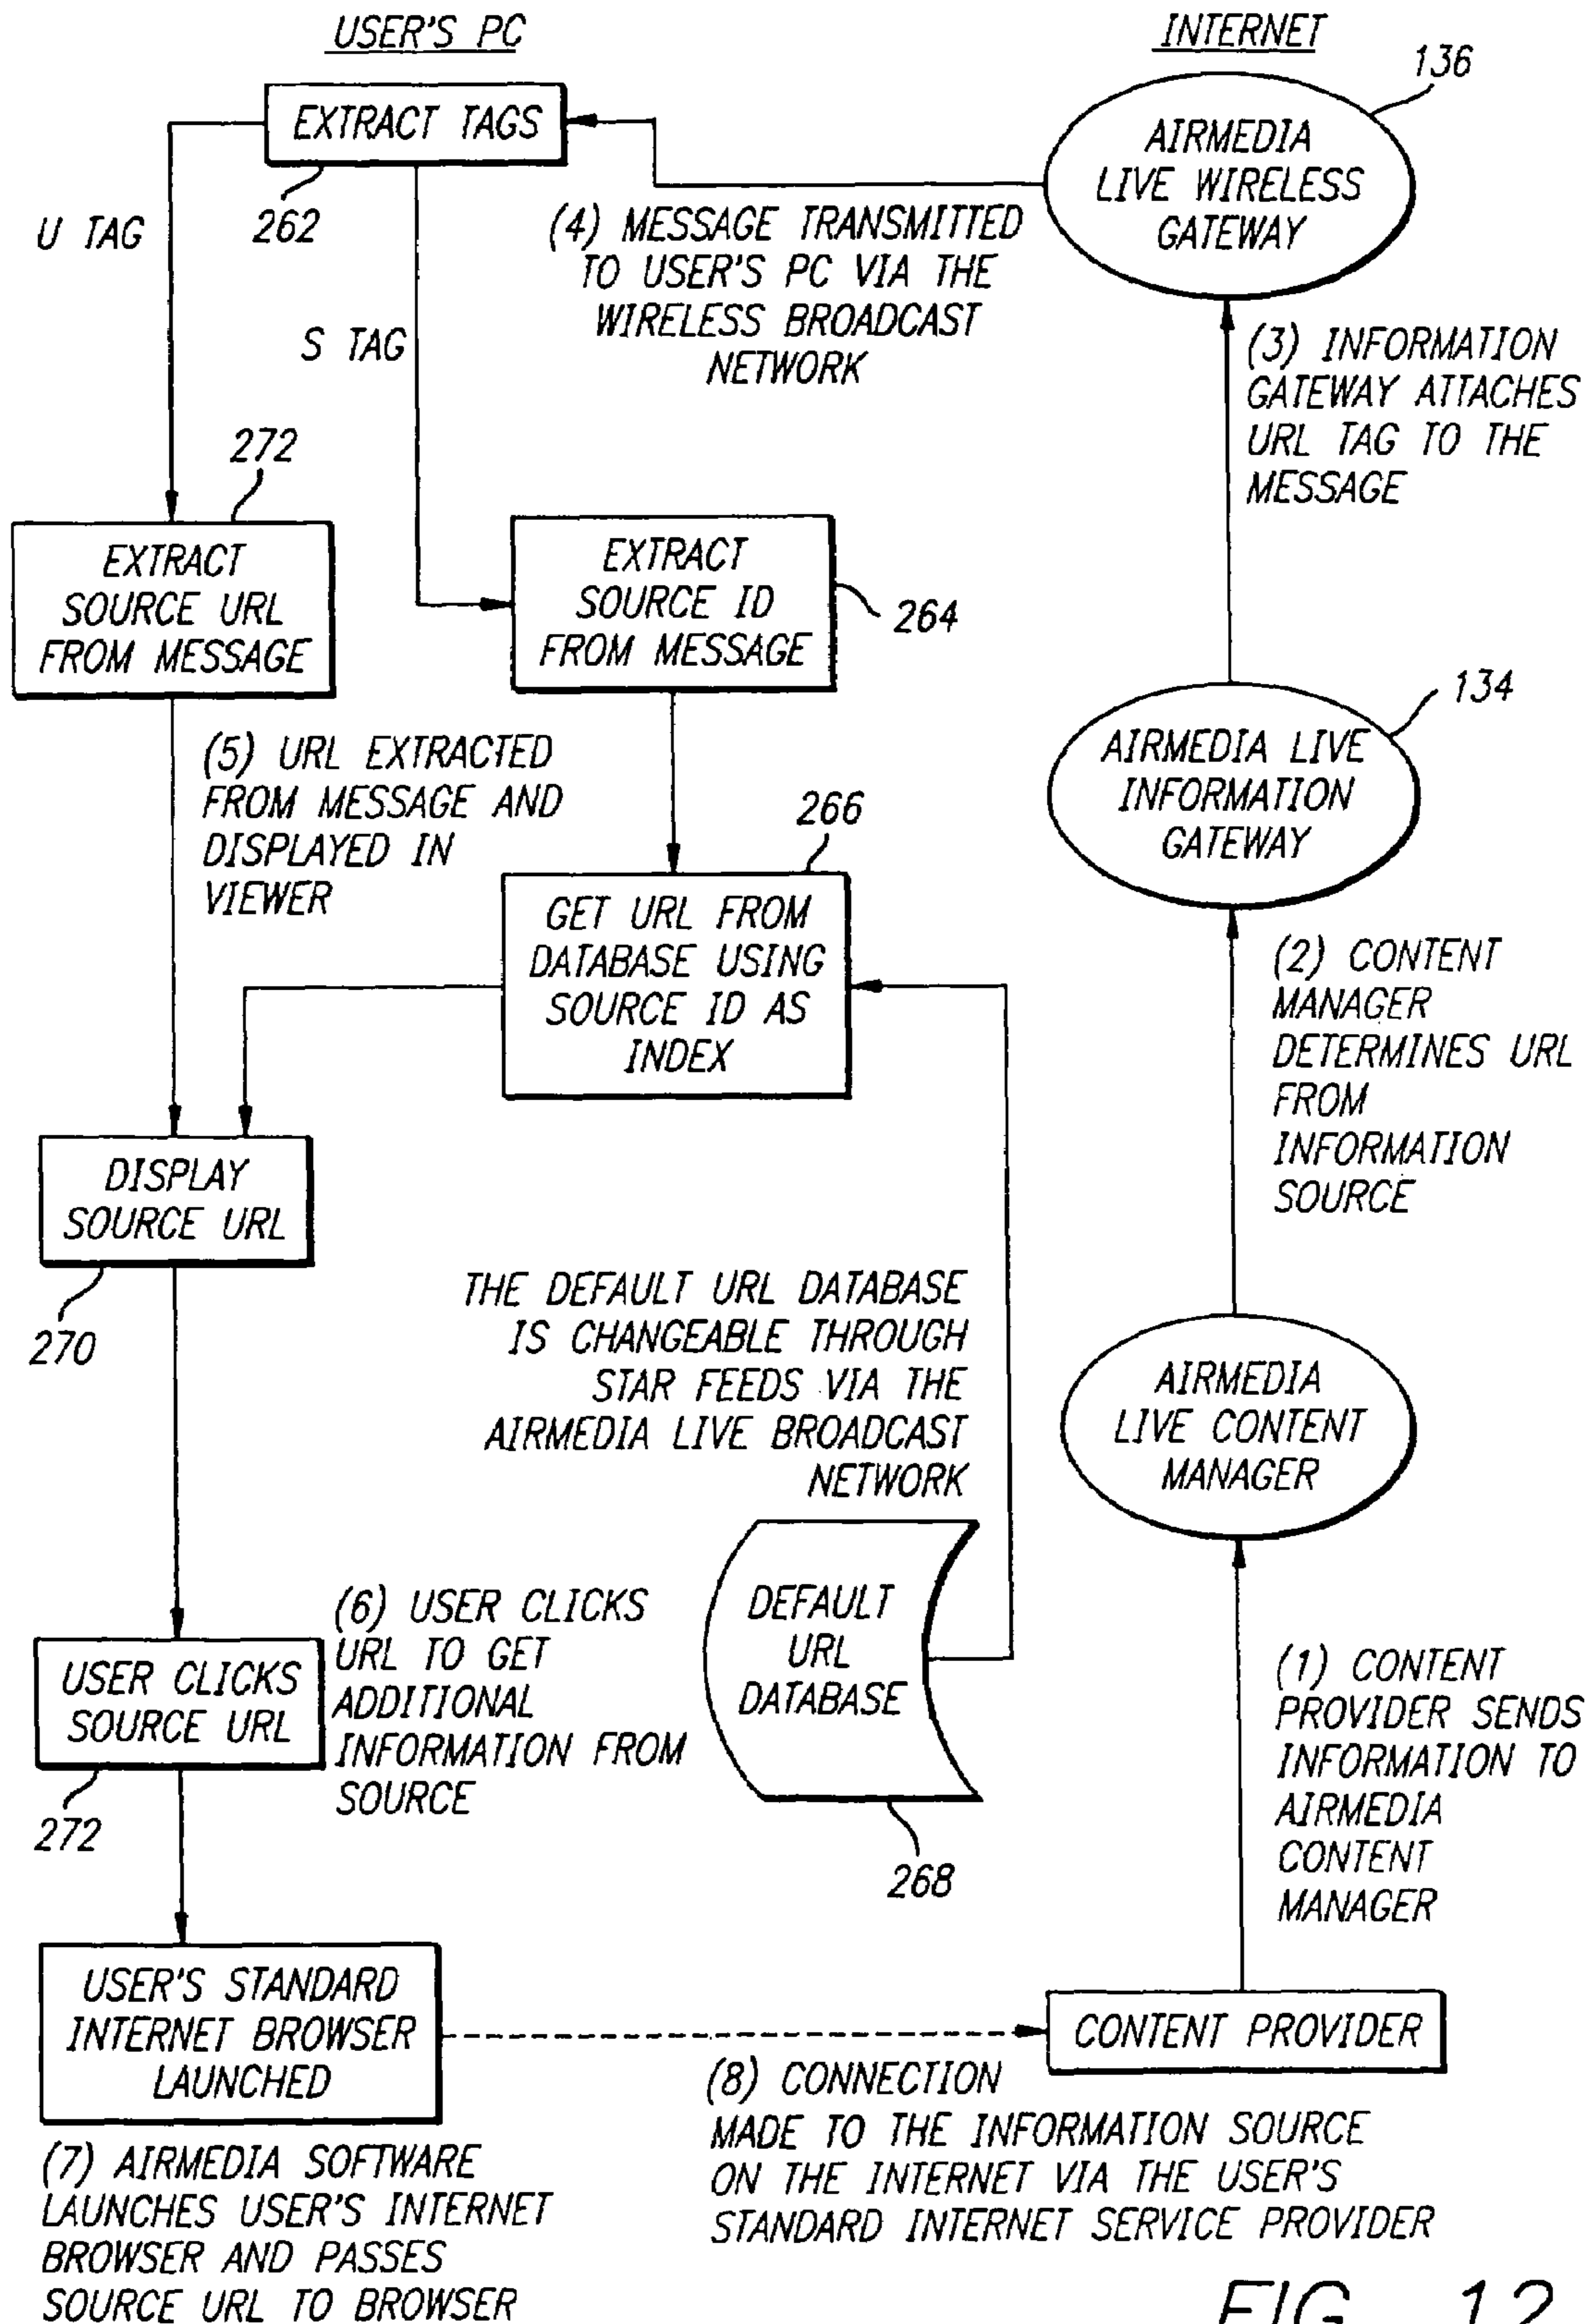 USER'S PC
INTERNET
136
EXTRACT TAGS
262
AIRMEDIA
LIVE WIRELESS
GATEWAY
U TAG
S TAG
(4) MESSAGE TRANSMITTED
TO USER'S PC VIA THE
WIRELESS BROADCAST
NETWORK
(3) INFORMATION
GATEWAY ATTACHES
URL TAG TO THE
MESSAGE
272
EXTRACT
SOURCE URL
FROM MESSAGE
EXTRACT
SOURCE ID
FROM MESSAGE
264
134
AIRMEDIA LIVE
INFORMATION
GATEWAY
(5) URL EXTRACTED
FROM MESSAGE AND
DISPLAYED IN
VIEWER
266
GET URL FROM
DATABASE USING
SOURCE ID AS
INDEX
(2) CONTENT
MANAGER
DETERMINES URL
FROM
INFORMATION
SOURCE
DISPLAY
SOURCE URL
270
THE DEFAULT URL DATABASE
IS CHANGEABLE THROUGH
STAR FEEDS VIA THE
AIRMEDIA LIVE BROADCAST
NETWORK
AIRMEDIA
LIVE CONTENT
MANAGER
DEFAULT
URL
DATABASE
268
USER CLICKS
SOURCE URL
272
(6) USER CLICKS
URL TO GET
ADDITIONAL
INFORMATION FROM
SOURCE
(1) CONTENT
PROVIDER SENDS
INFORMATION TO
AIRMEDIA
CONTENT
MANAGER
USER'S STANDARD
INTERNET BROWSER
LAUNCHED
CONTENT PROVIDER
(7) AIRMEDIA SOFTWARE
LAUNCHES USER'S INTERNET
BROWSER AND PASSES
SOURCE URL TO BROWSER
(8) CONNECTION
MADE TO THE INFORMATION SOURCE
ON THE INTERNET VIA THE USER'S
STANDARD INTERNET SERVICE PROVIDER
FIG. 12